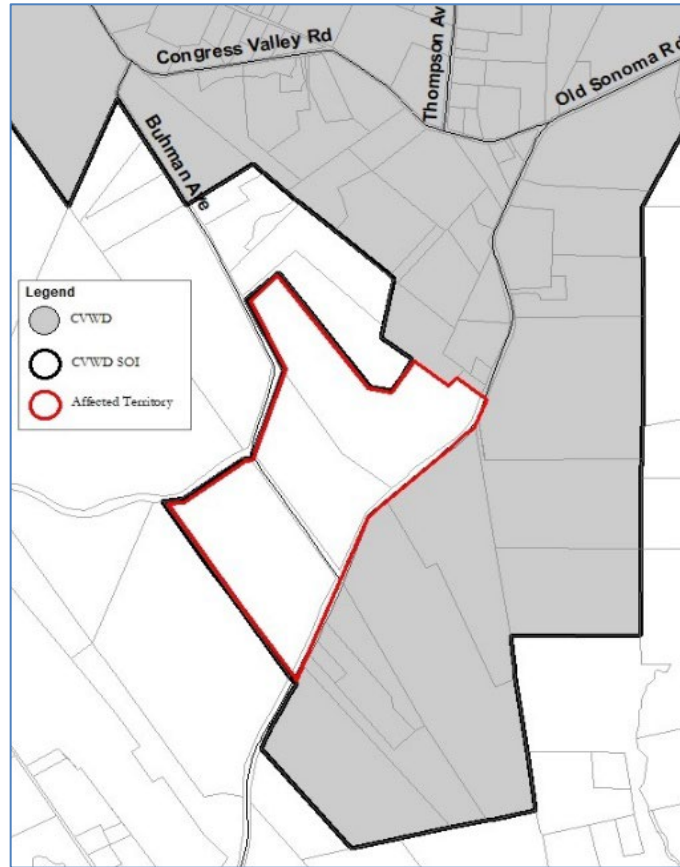 Congress Valley Rd
Thompson Av
Old Sonoma Rd
Buhman Ave
Legend
CVWD
CVWD SOI
Affected Territory